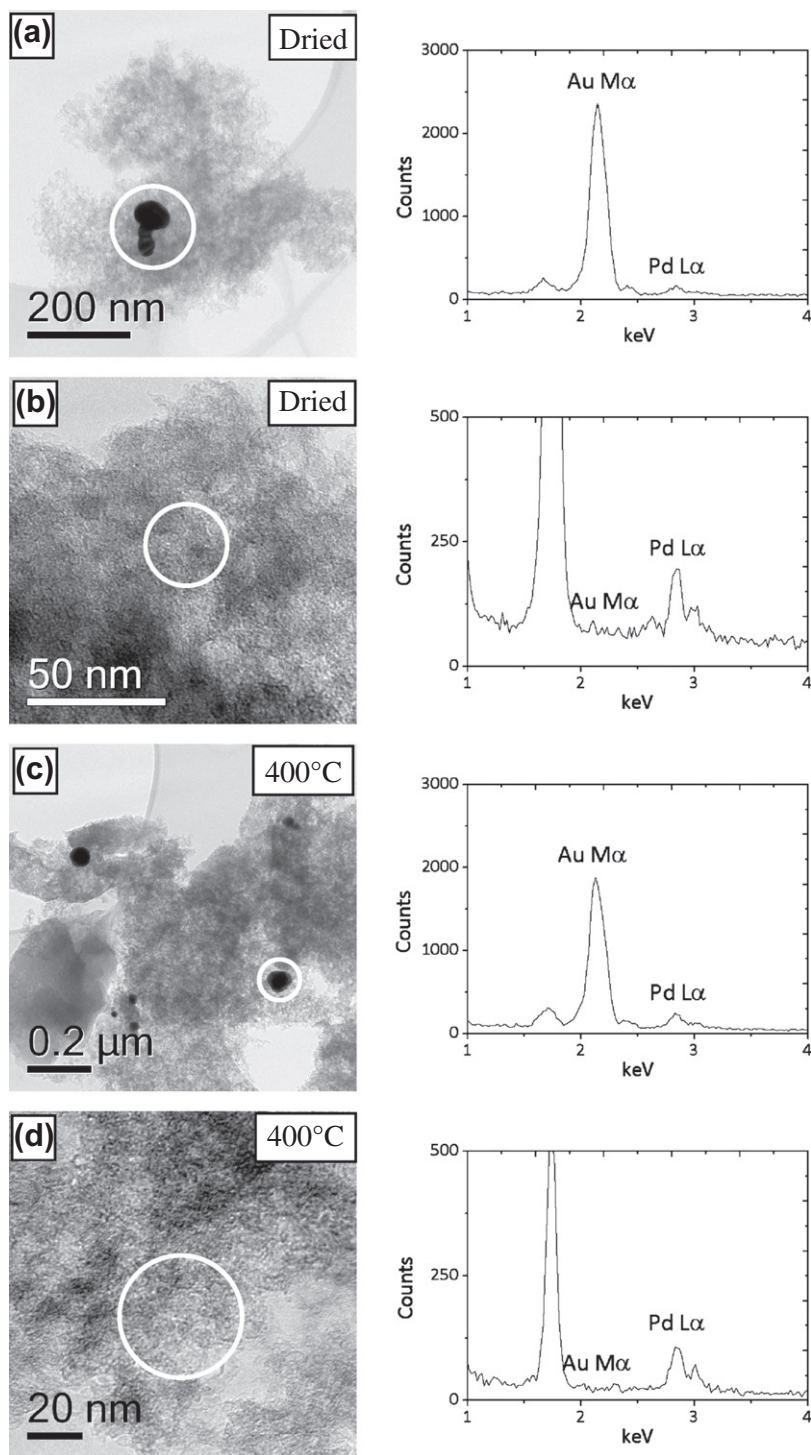 (a)
Dried
200 nm
3000
2000
1000
0
Counts
Au Mα
Pd Lα
1 2 3 4
keV
(b)
Dried
50 nm
500
250
0
Counts
Au Mα
Pd Lα
1 2 3 4
keV
(c)
400°C
0.2 μm
3000
2000
1000
0
Counts
Au Mα
Pd Lα
1 2 3 4
keV
(d)
400°C
20 nm
500
250
0
Counts
Au Mα
Pd Lα
1 2 3 4
keV